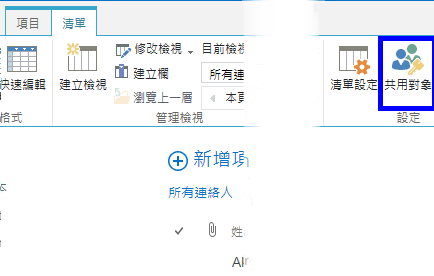 項目 清單
快速編輯 建立檢視 修改檢視 目前檢視 清單設定 共用對象
建立欄 所有連
瀏覽上一層 本頁
格式 管理檢視 設定
新增項
所有連絡人
姓